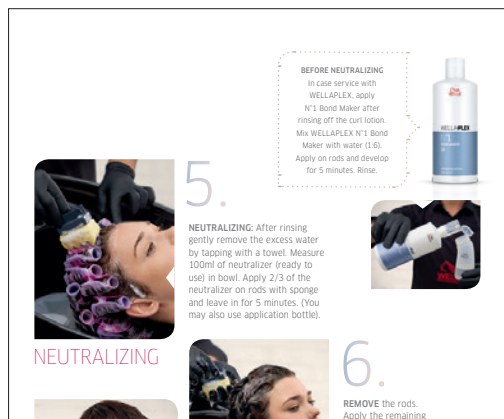 BEFORE NEUTRALIZING
In case service with
WELLAPLEX, apply
N°1 Bond Maker after
rinsing off the curl lotion.
Mix WELLAPLEX N°1 Bond
Maker with water (1:6).
Apply on rods and develop
for 5 minutes. Rinse.
WELLAPLEX
N°1
5.
NEUTRALIZING: After rinsing
gently remove the excess water
by tapping with a towel. Measure
100ml of neutralizer (ready to
use) in bowl. Apply 2/3 of the
neutralizer on rods with sponge
and leave in for 5 minutes. (You
may also use application bottle).
NEUTRALIZING
6.
REMOVE the rods.
Apply the remaining